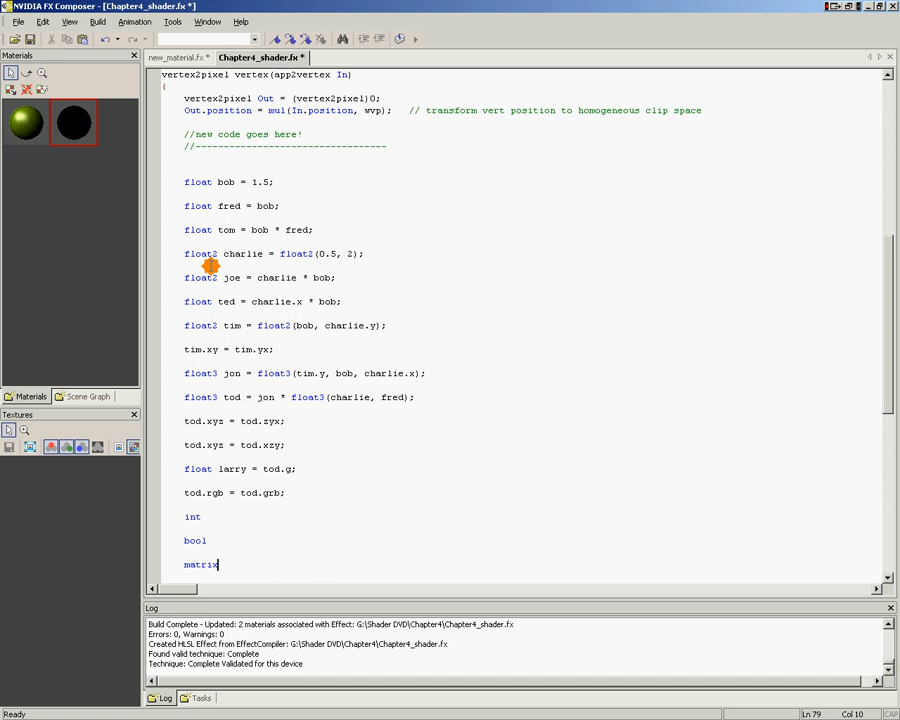 NVIDIA FX Composer - [Chapter4_shader.fx *]
File Edit View Build Animation Tools Window Help
Materials
new_material.fx * Chapter4_shader.fx *
vertex2pixel vertex(app2vertex In)
{
vertex2pixel Out = (vertex2pixel)0;
Out.position = mul(In.position, wvp); // transform vert position to homogeneous clip space
//new code goes here!
//----------------------------------
float bob = 1.5;
float fred = bob;
float tom = bob * fred;
float2 charlie = float2(0.5, 2);
float2 joe = charlie * bob;
float ted = charlie.x * bob;
float2 tim = float2(bob, charlie.y);
tim.xy = tim.yx;
float3 jon = float3(tim.y, bob, charlie.x);
float3 tod = jon * float3(charlie, fred);
tod.xyz = tod.zyx;
tod.xyz = tod.xzy;
float larry = tod.g;
tod.rgb = tod.grb;
int
bool
matrix
Materials Scene Graph
Textures
Log
Build Complete - Updated: 2 materials associated with Effect: G:\Shader DVD\Chapter4\Chapter4_shader.fx
Errors: 0, Warnings: 0
Created HLSL Effect from EffectCompiler: G:\Shader DVD\Chapter4\Chapter4_shader.fx
Found valid technique: Complete
Technique: Complete Validated for this device
Log Tasks
Ready Ln 79 Col 10 CAP